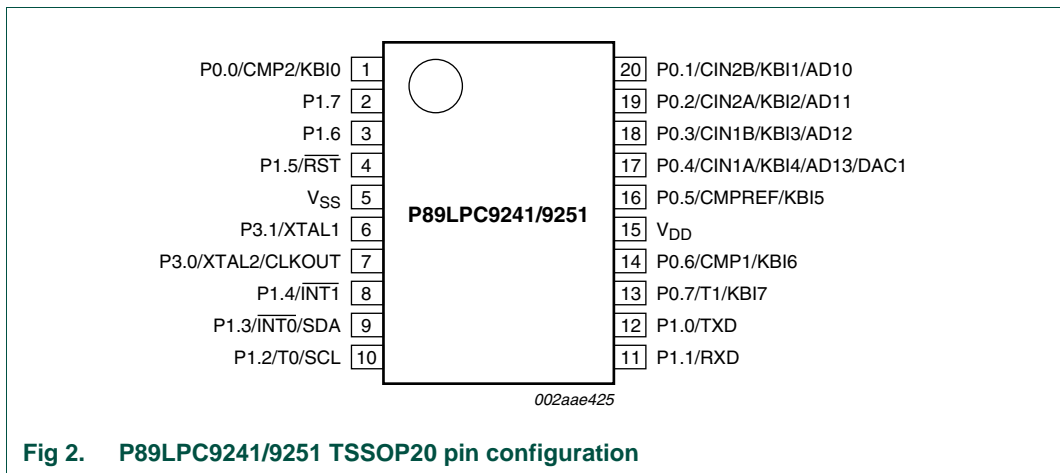 P0.0/CMP2/KBI0 1
P1.7 2
P1.6 3
P1.5/R̅S̅T̅ 4
VSS 5
P3.1/XTAL1 6
P3.0/XTAL2/CLKOUT 7
P1.4/I̅N̅T̅1̅ 8
P1.3/I̅N̅T̅0̅/SDA 9
P1.2/T0/SCL 10
P89LPC9241/9251
20 P0.1/CIN2B/KBI1/AD10
19 P0.2/CIN2A/KBI2/AD11
18 P0.3/CIN1B/KBI3/AD12
17 P0.4/CIN1A/KBI4/AD13/DAC1
16 P0.5/CMPREF/KBI5
15 VDD
14 P0.6/CMP1/KBI6
13 P0.7/T1/KBI7
12 P1.0/TXD
11 P1.1/RXD
002aae425
Fig 2. P89LPC9241/9251 TSSOP20 pin configuration